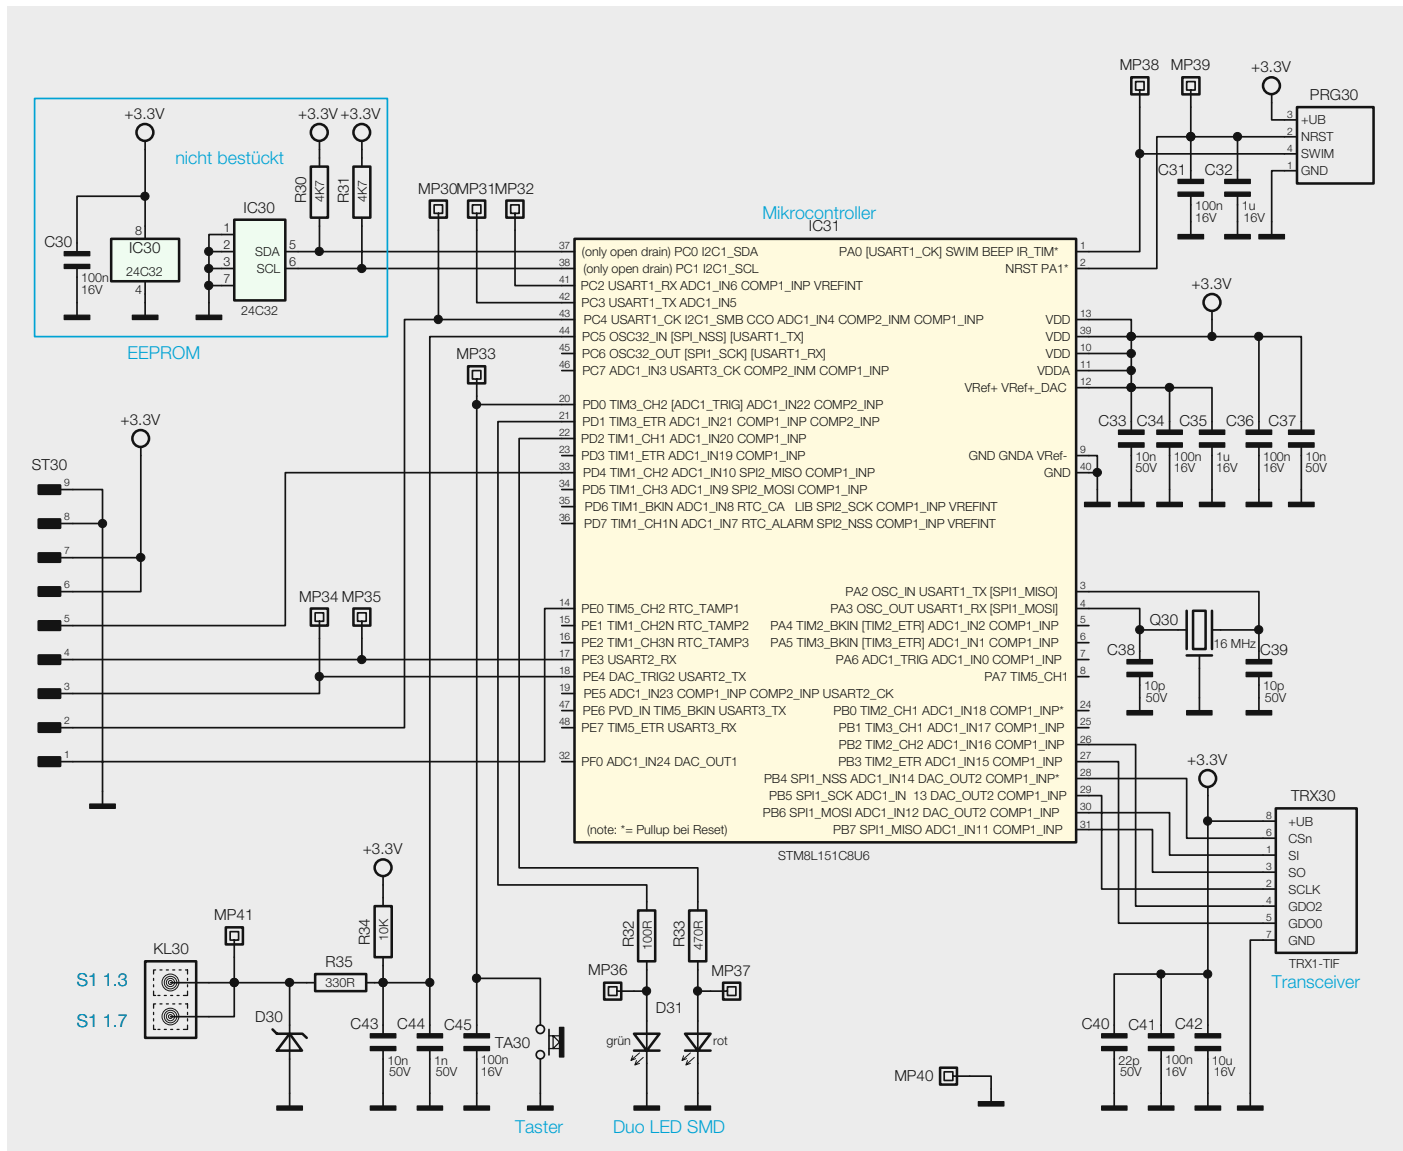 MP38 MP39 +3.3V
PRG30
3 +UB
2 NRST
4 SWIM
1 GND
C31 100n 16V
C32 1u 16V
+3.3V +3.3V +3.3V
nicht bestückt
R30 4K7
R31 4K7
C30 100n 16V
8 IC30 24C32 4
IC30
1
2 SDA 5
3 SCL 6
7
24C32
EEPROM
MP30 MP31 MP32
MP33
Mikrocontroller
IC31
37 (only open drain) PC0 I2C1_SDA
38 (only open drain) PC1 I2C1_SCL
41 PC2 USART1_RX ADC1_IN6 COMP1_INP VREFINT
42 PC3 USART1_TX ADC1_IN5
43 PC4 USART1_CK I2C1_SMB CCO ADC1_IN4 COMP2_INM COMP1_INP
44 PC5 OSC32_IN [SPI_NSS] [USART1_TX]
45 PC6 OSC32_OUT [SPI1_SCK] [USART1_RX]
46 PC7 ADC1_IN3 USART3_CK COMP2_INM COMP1_INP
20 PD0 TIM3_CH2 [ADC1_TRIG] ADC1_IN22 COMP2_INP
21 PD1 TIM3_ETR ADC1_IN21 COMP1_INP COMP2_INP
22 PD2 TIM1_CH1 ADC1_IN20 COMP1_INP
23 PD3 TIM1_ETR ADC1_IN19 COMP1_INP
33 PD4 TIM1_CH2 ADC1_IN10 SPI2_MISO COMP1_INP
34 PD5 TIM1_CH3 ADC1_IN9 SPI2_MOSI COMP1_INP
35 PD6 TIM1_BKIN ADC1_IN8 RTC_CA LIB SPI2_SCK COMP1_INP VREFINT
36 PD7 TIM1_CH1N ADC1_IN7 RTC_ALARM SPI2_NSS COMP1_INP VREFINT
14 PE0 TIM5_CH2 RTC_TAMP1
15 PE1 TIM1_CH2N RTC_TAMP2
16 PE2 TIM1_CH3N RTC_TAMP3
17 PE3 USART2_RX
18 PE4 DAC_TRIG2 USART2_TX
19 PE5 ADC1_IN23 COMP1_INP COMP2_INP USART2_CK
47 PE6 PVD_IN TIM5_BKIN USART3_TX
48 PE7 TIM5_ETR USART3_RX
32 PF0 ADC1_IN24 DAC_OUT1
(note: *= Pullup bei Reset)
PA0 [USART1_CK] SWIM BEEP IR_TIM* 1
NRST PA1* 2
VDD 13
VDD 39
VDD 10
VDDA 11
VRef+ VRef+_DAC 12
GND GNDA VRef- 9
GND 40
PA2 OSC_IN USART1_TX [SPI1_MISO] 3
PA3 OSC_OUT USART1_RX [SPI1_MOSI] 4
PA4 TIM2_BKIN [TIM2_ETR] ADC1_IN2 COMP1_INP 5
PA5 TIM3_BKIN [TIM3_ETR] ADC1_IN1 COMP1_INP 6
PA6 ADC1_TRIG ADC1_IN0 COMP1_INP 7
PA7 TIM5_CH1 8
PB0 TIM2_CH1 ADC1_IN18 COMP1_INP* 24
PB1 TIM3_CH1 ADC1_IN17 COMP1_INP 25
PB2 TIM2_CH2 ADC1_IN16 COMP1_INP 26
PB3 TIM2_ETR ADC1_IN15 COMP1_INP 27
PB4 SPI1_NSS ADC1_IN14 DAC_OUT2 COMP1_INP* 28
PB5 SPI1_SCK ADC1_IN 13 DAC_OUT2 COMP1_INP 29
PB6 SPI1_MOSI ADC1_IN12 DAC_OUT2 COMP1_INP 30
PB7 SPI1_MISO ADC1_IN11 COMP1_INP 31
STM8L151C8U6
+3.3V
C33 10n 50V
C34 100n 16V
C35 1u 16V
C36 100n 16V
C37 10n 50V
Q30 16 MHz
C38 10p 50V
C39 10p 50V
+3.3V
ST30
9
8
7
6
5
4
3
2
1
MP34 MP35
+3.3V
TRX30
8 +UB
6 CSn
1 SI
3 SO
2 SCLK
4 GDO2
5 GDO0
7 GND
TRX1-TIF
Transceiver
C40 22p 50V
C41 100n 16V
C42 10u 16V
MP40
+3.3V
R34 10K
MP41
KL30
S1 1.3
S1 1.7
R35
330R
D30
C43 10n 50V
C44 1n 50V
C45 100n 16V
TA30
Taster
R32 100R
R33 470R
MP36 MP37
D31
grün rot
Duo LED SMD